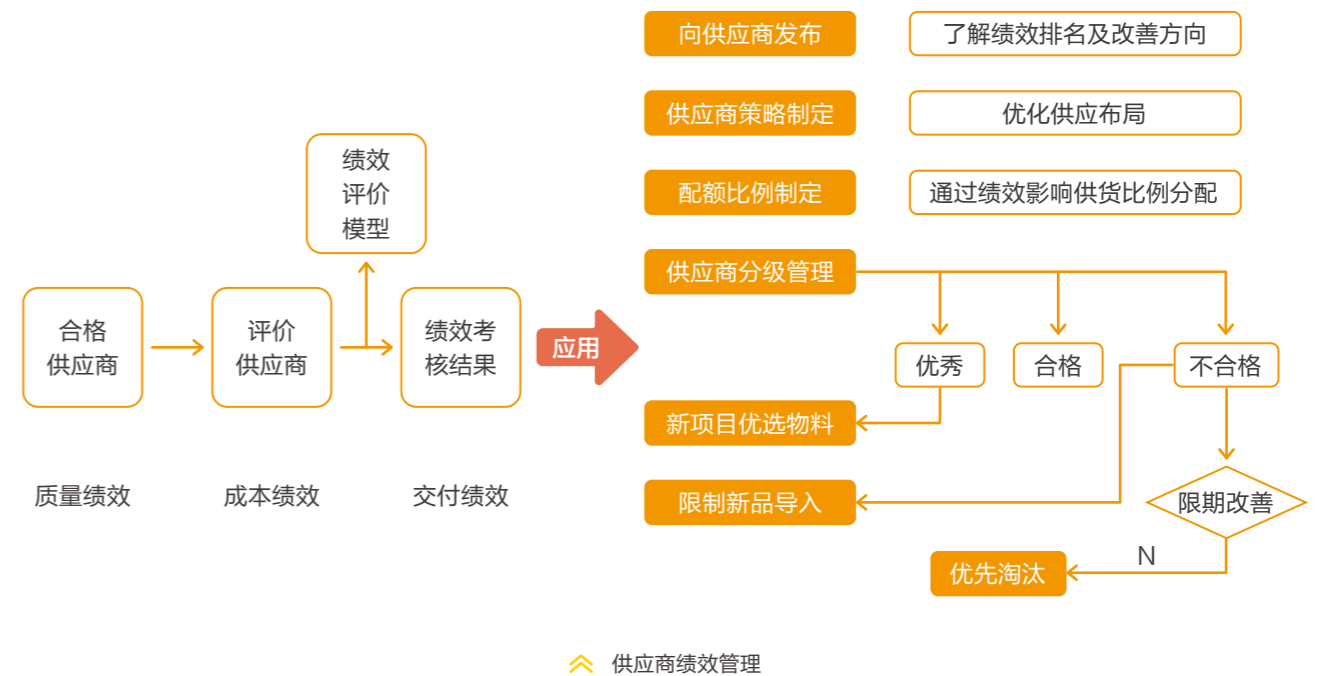 向供应商发布
了解绩效排名及改善方向
供应商策略制定
优化供应布局
绩效
评价
模型
配额比例制定
通过绩效影响供货比例分配
供应商分级管理
合格
供应商
评价
供应商
绩效考
核结果
应用
优秀
合格
不合格
新项目优选物料
质量绩效
成本绩效
交付绩效
限制新品导入
限期改善
N
优先淘汰
供应商绩效管理